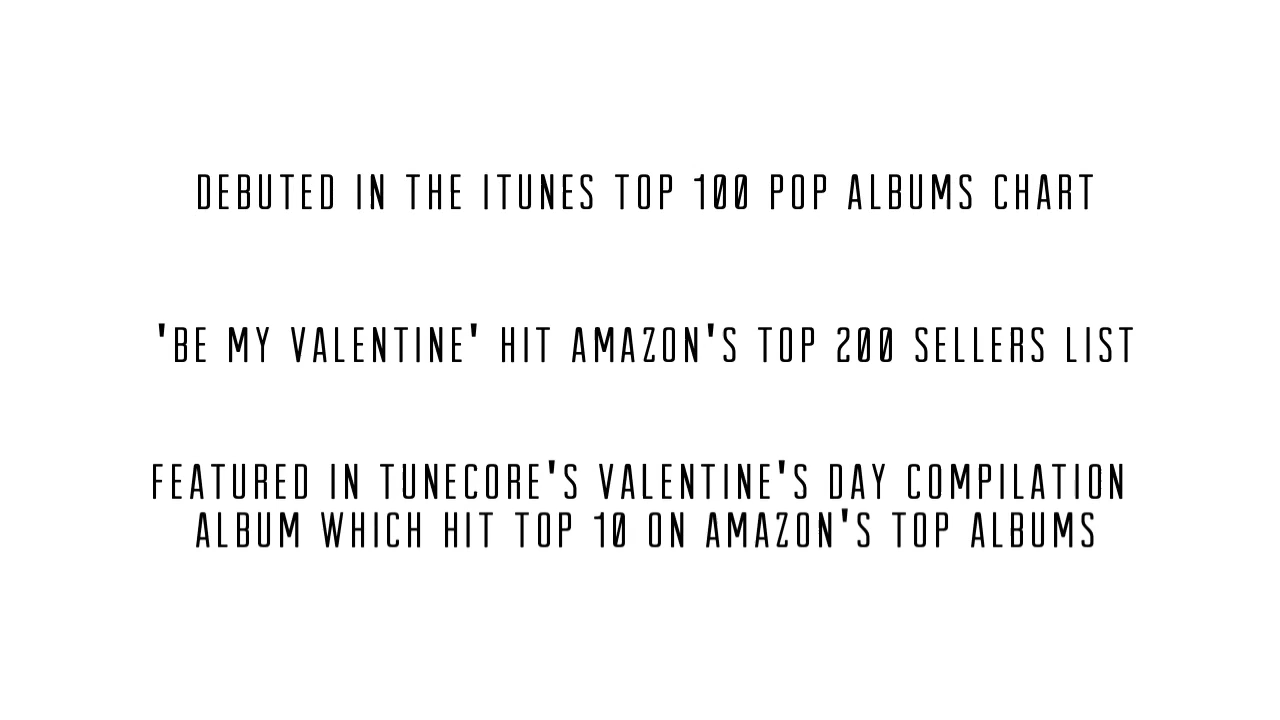 DEBUTED IN THE ITUNES TOP 100 POP ALBUMS CHART
'BE MY VALENTINE' HIT AMAZON'S TOP 200 SELLERS LIST
FEATURED IN TUNECORE'S VALENTINE'S DAY COMPILATION
ALBUM WHICH HIT TOP 10 ON AMAZON'S TOP ALBUMS